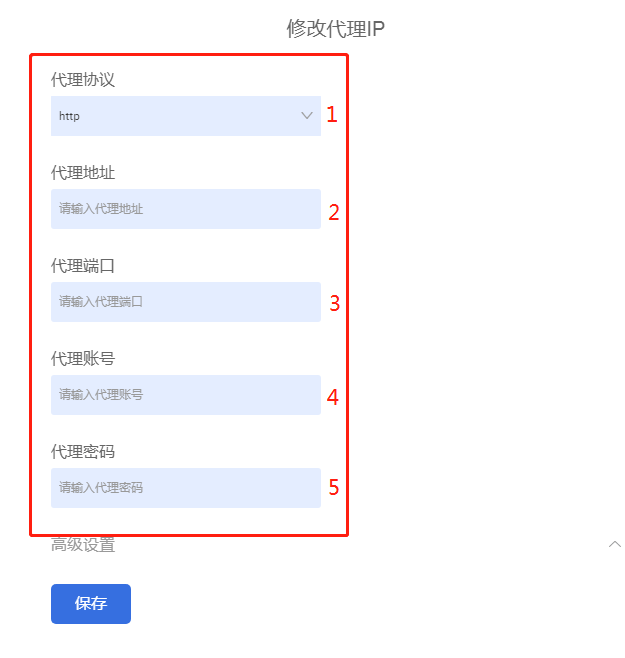 修改代理IP
代理协议
http 1
代理地址
请输入代理地址 2
代理端口
请输入代理端口 3
代理账号
请输入代理账号 4
代理密码
请输入代理密码 5
高级设置
保存